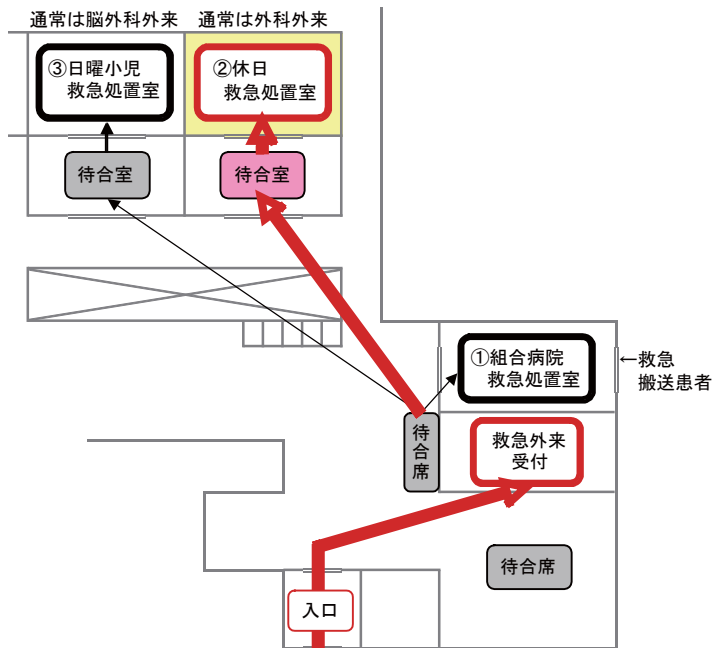 通常は脳外科外来
通常は外科外来
③日曜小児
救急処置室
②休日
救急処置室
待合室
待合室
①組合病院
救急処置室
←救急
搬送患者
待合席
救急外来
受付
待合席
入口